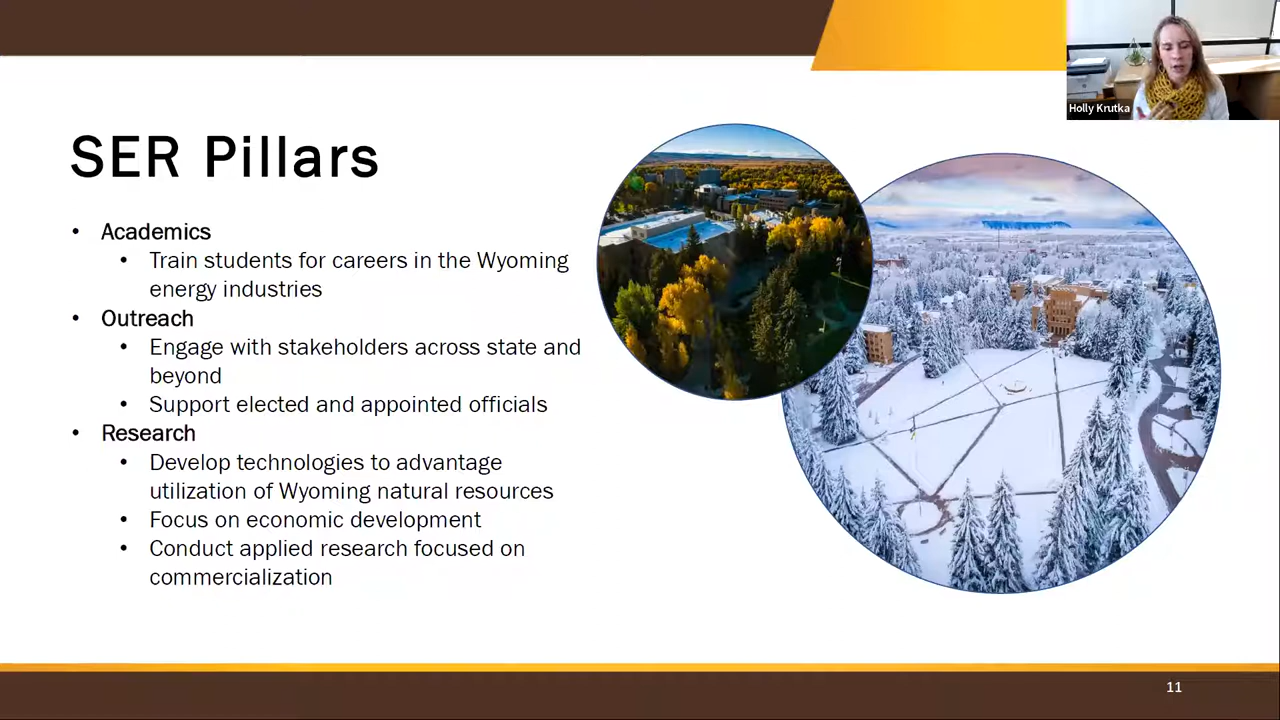 Holly Krutka
SER Pillars
• Academics
• Train students for careers in the Wyoming
energy industries
• Outreach
• Engage with stakeholders across state and
beyond
• Support elected and appointed officials
• Research
• Develop technologies to advantage
utilization of Wyoming natural resources
• Focus on economic development
• Conduct applied research focused on
commercialization
11